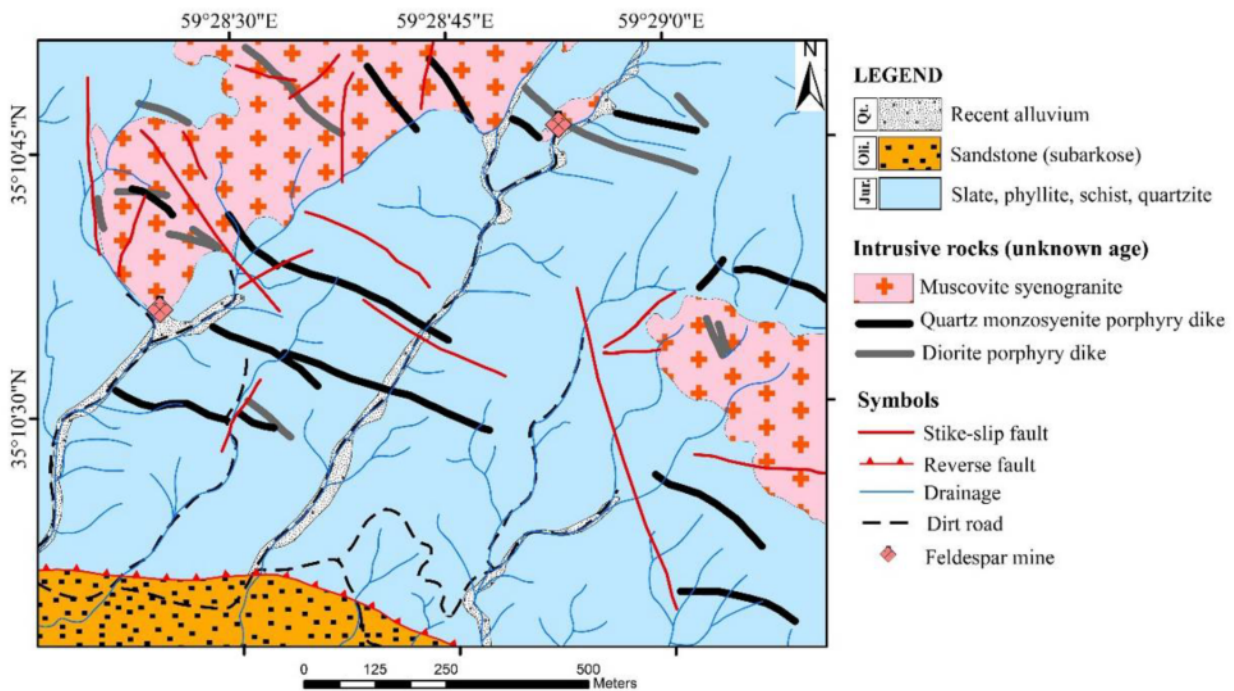 59°28'30"E 59°28'45"E 59°29'0"E
N
35°10'45"N
35°10'30"N
LEGEND
Qt. Recent alluvium
Oli. Sandstone (subarkose)
Jur. Slate, phyllite, schist, quartzite
Intrusive rocks (unknown age)
Muscovite syenogranite
Quartz monzosyenite porphyry dike
Diorite porphyry dike
Symbols
Stike-slip fault
Reverse fault
Drainage
Dirt road
Feldespar mine
0 125 250 500
Meters